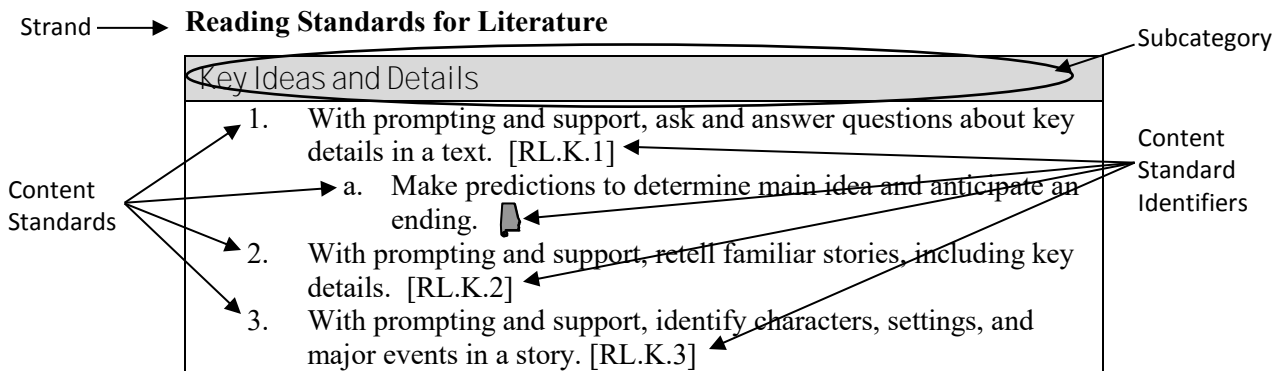 Strand
Reading Standards for Literature
Subcategory
Key Ideas and Details
1. With prompting and support, ask and answer questions about key
details in a text. [RL.K.1]
a. Make predictions to determine main idea and anticipate an
ending.
2. With prompting and support, retell familiar stories, including key
details. [RL.K.2]
3. With prompting and support, identify characters, settings, and
major events in a story. [RL.K.3]
Content
Standards
Content
Standard
Identifiers